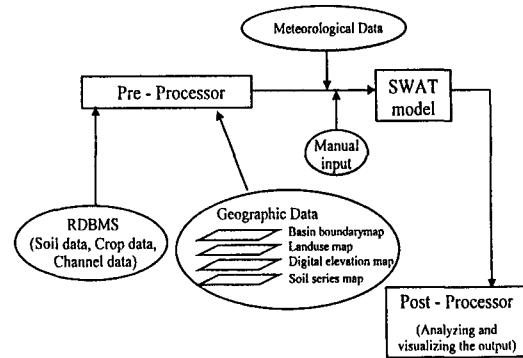 Meteorological Data
Pre - Processor
SWAT
model
Manual
input
RDBMS
(Soil data, Crop data,
Channel data)
Geographic Data
Basin boundarymap
Landuse map
Digital elevation map
Soil series map
Post - Processor
(Analyzing and
visualizing the output)